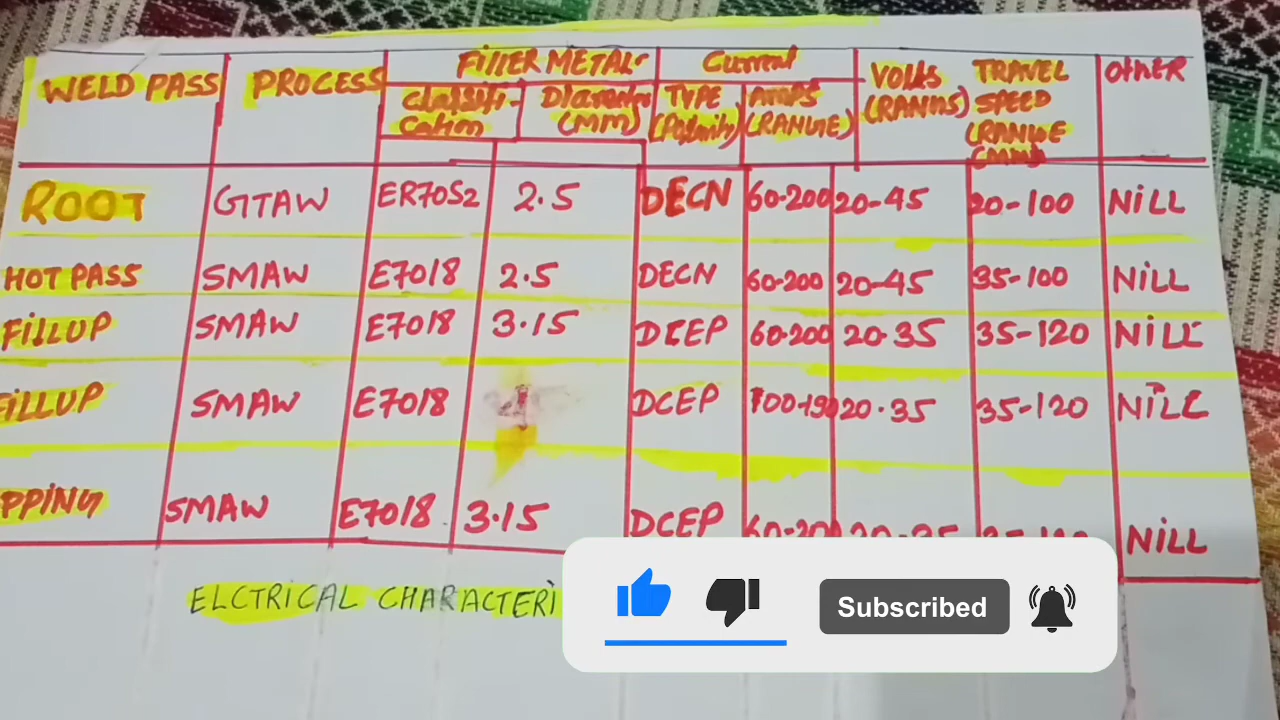 WELD PASS PROCESS FILLER METAL Current VOLTS (RANNS) TRAVEL SPEED (RANGE OTHER
Classification Diameter (MM) TYPE (Polarity) AMPS (RANGE)
ROOT GTAW ER70S2 2.5 DECN 60-200 20-45 20-100 NiLL
HOT PASS SMAW E7018 2.5 DECN 60-200 20-45 35-100 NiLL
FiLLUP SMAW E7018 3.15 DCEP 60-200 20.35 35-120 NiLL
FiLLUP SMAW E7018 DCEP 100-190 20.35 35-120 NiLL
PPING SMAW E7018 3.15 DCEP NiLL
ELCTRICAL CHARACTERI
Subscribed